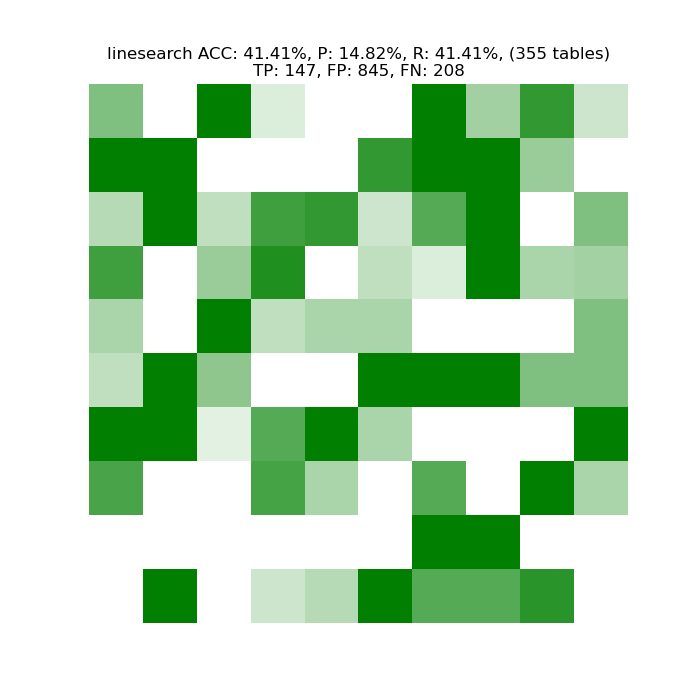 linesearch ACC: 41.41%, P: 14.82%, R: 41.41%, (355 tables)
TP: 147, FP: 845, FN: 208